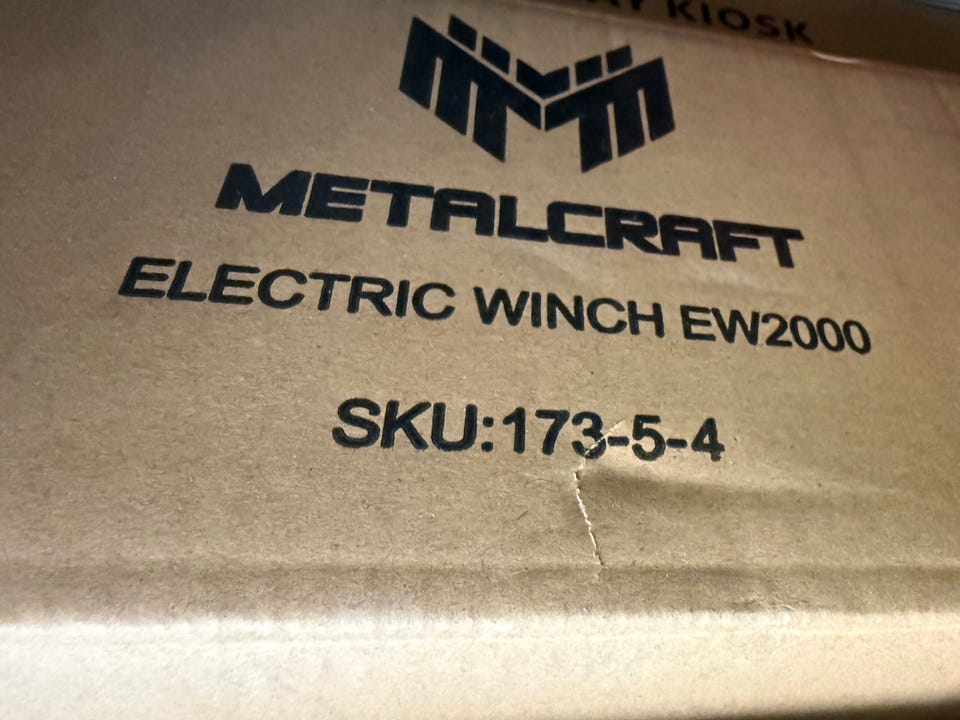 KIOSK
METALCRAFT
ELECTRIC WINCH EW2000
SKU:173-5-4